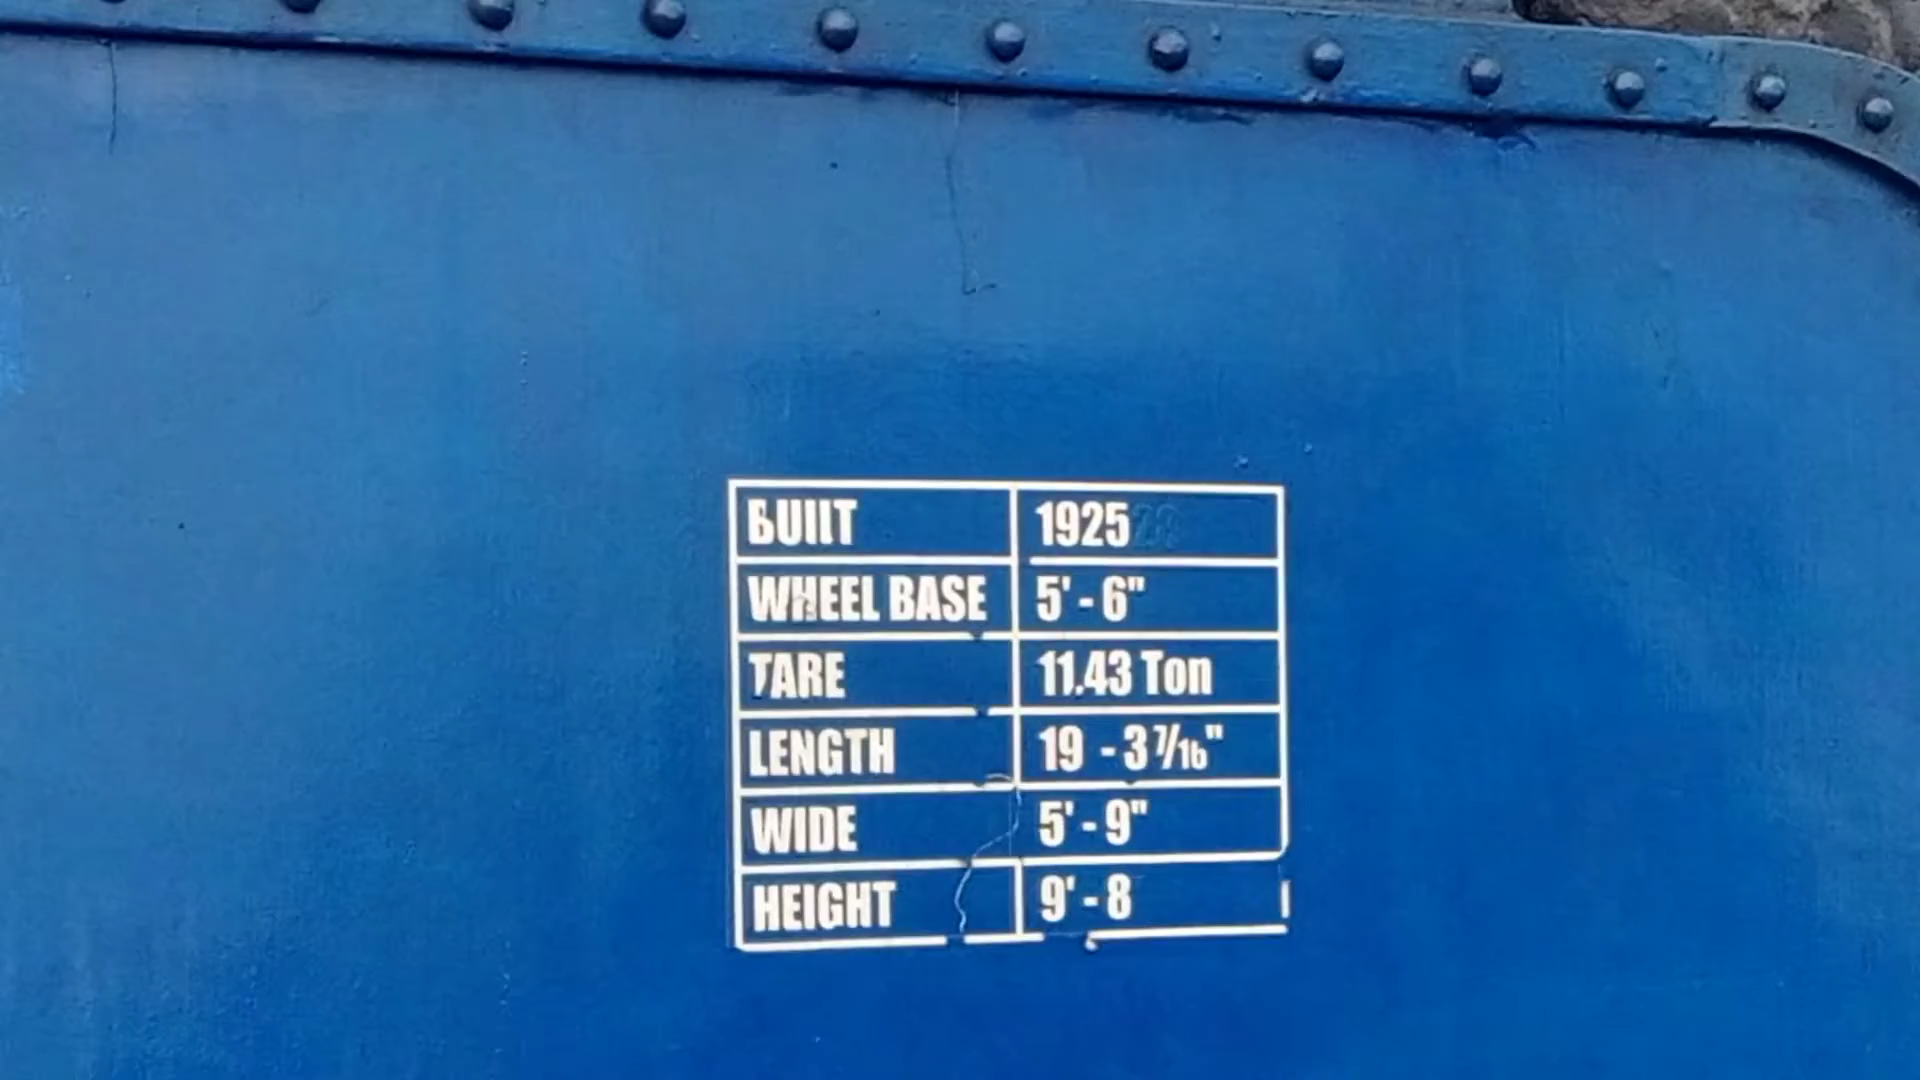 BUILT 1925
WHEEL BASE 5' - 6"
TARE 11.43 Ton
LENGTH 19 - 3 7/16"
WIDE 5' - 9"
HEIGHT 9' - 8